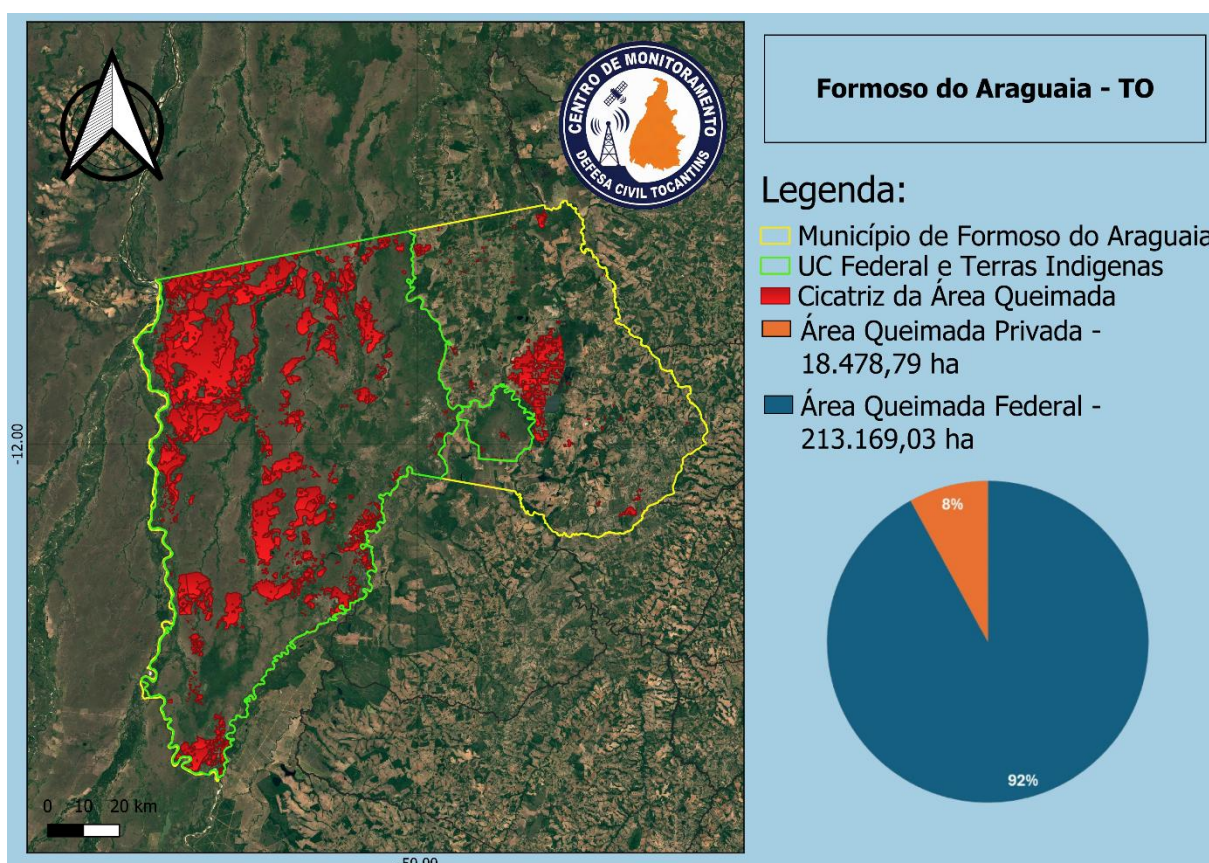 CENTRO DE MONITORAMENTO
DEFESA CIVIL TOCANTINS
Formoso do Araguaia - TO
Legenda:
Município de Formoso do Araguaia
UC Federal e Terras Indigenas
Cicatriz da Área Queimada
Área Queimada Privada -
18.478,79 ha
Área Queimada Federal -
213.169,03 ha
8%
92%
-12.00
0 10 20 km